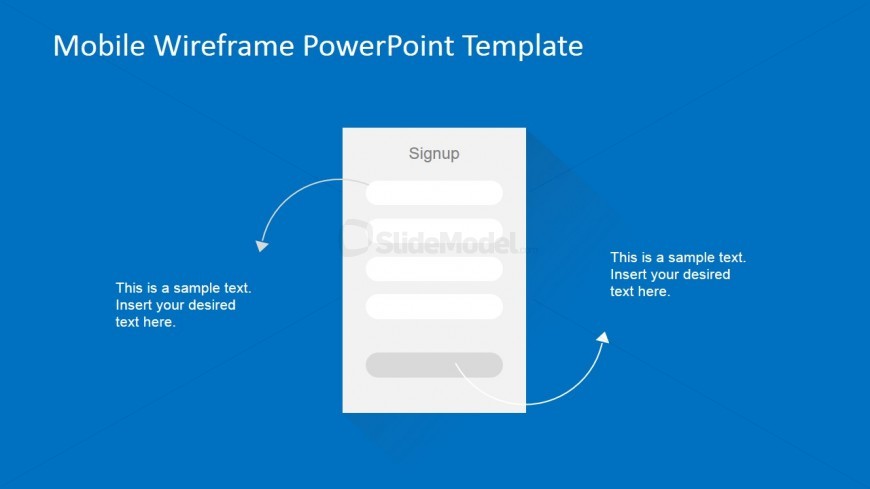 Mobile Wireframe PowerPoint Template
Signup
SlideModel.com
This is a sample text.
Insert your desired
text here.
This is a sample text.
Insert your desired
text here.